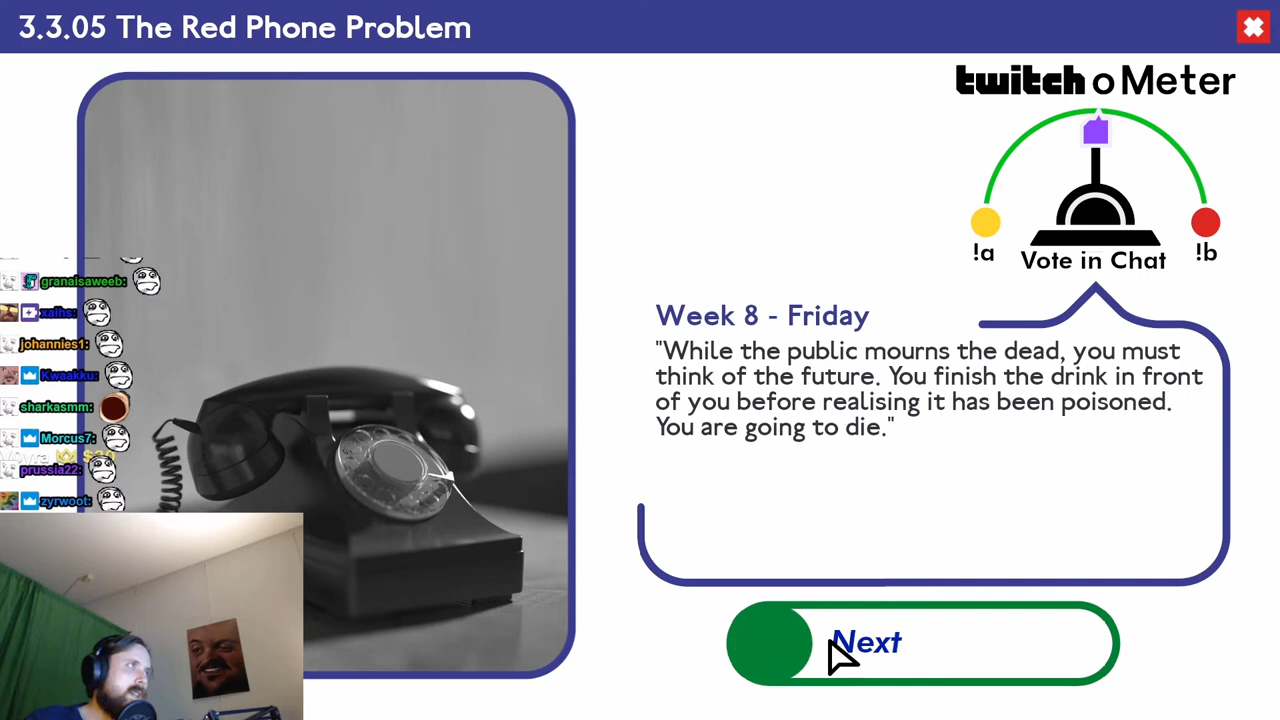 3.3.05 The Red Phone Problem
twitch o Meter
!a
Vote in Chat
!b
granaisaweeb:
xalhs:
johannies1:
Kwaakku:
sharkasmm:
Morcus7:
prussia22:
zyrwoot:
Week 8 - Friday
"While the public mourns the dead, you must
think of the future. You finish the drink in front
of you before realising it has been poisoned.
You are going to die."
Next